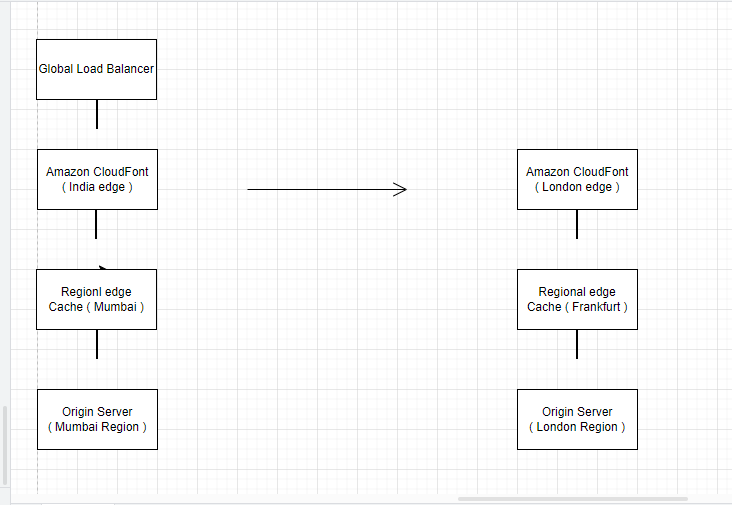 Global Load Balancer
Amazon CloudFont
( India edge )
Amazon CloudFont
( London edge )
Regionl edge
Cache ( Mumbai )
Regional edge
Cache ( Frankfurt )
Origin Server
( Mumbai Region )
Origin Server
( London Region )